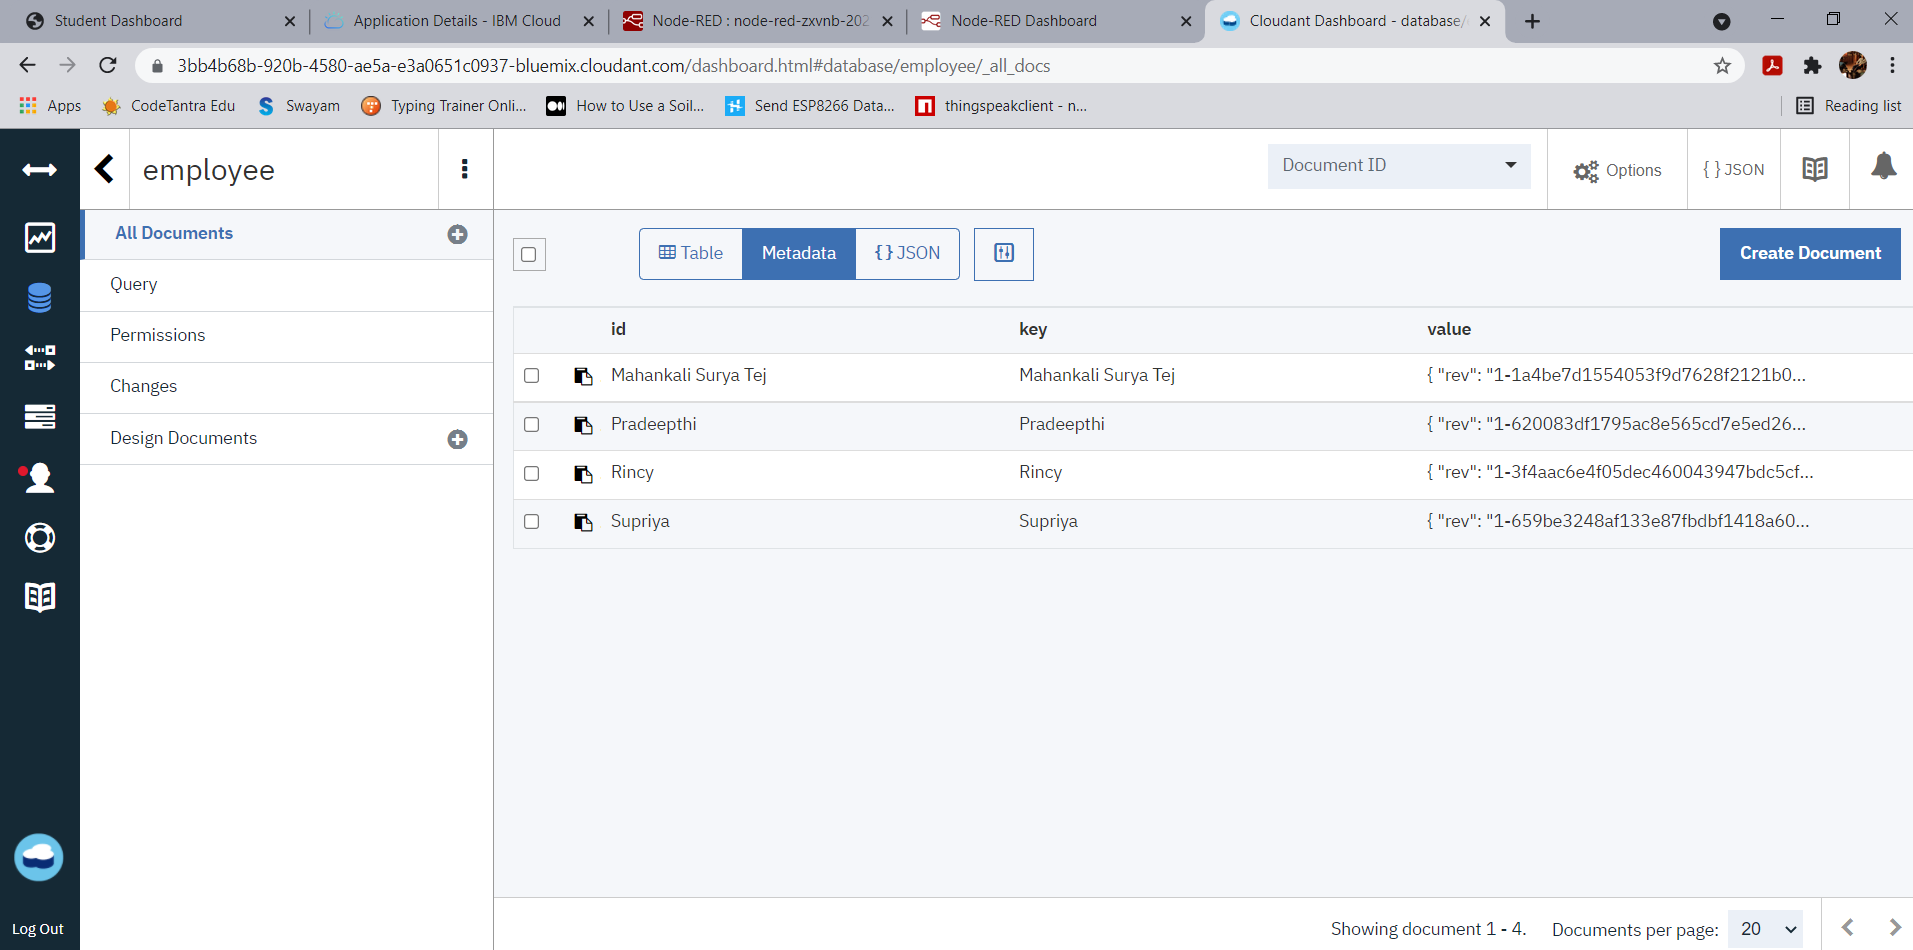 Student Dashboard
Application Details - IBM Cloud
Node-RED : node-red-zxvnb-202
Node-RED Dashboard
Cloudant Dashboard - database/
3bb4b68b-920b-4580-ae5a-e3a0651c0937-bluemix.cloudant.com/dashboard.html#database/employee/_all_docs
Apps
CodeTantra Edu
Swayam
Typing Trainer Onli...
How to Use a Soil...
Send ESP8266 Data...
thingspeakclient - n...
Reading list
employee
Document ID
Options
{ } JSON
All Documents
Query
Permissions
Changes
Design Documents
Table
Metadata
{ } JSON
Create Document
id key value
Mahankali Surya Tej Mahankali Surya Tej { "rev": "1-1a4be7d1554053f9d7628f2121b0...
Pradeepthi Pradeepthi { "rev": "1-620083df1795ac8e565cd7e5ed26...
Rincy Rincy { "rev": "1-3f4aac6e4f05dec460043947bdc5cf...
Supriya Supriya { "rev": "1-659be3248af133e87fbdbf1418a60...
Log Out
Showing document 1 - 4.
Documents per page: 20